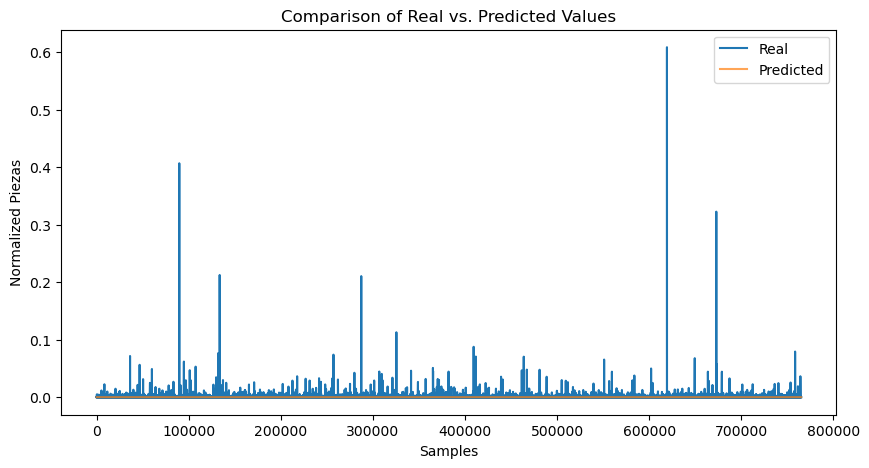 Comparison of Real vs. Predicted Values
Real
Predicted
Normalized Piezas
0.6
0.5
0.4
0.3
0.2
0.1
0.0
0 100000 200000 300000 400000 500000 600000 700000 800000
Samples